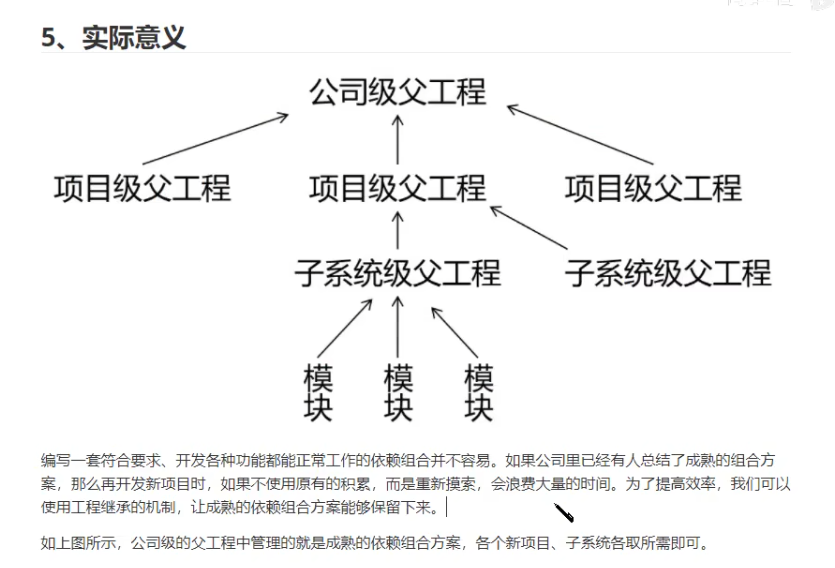 5、实际意义
公司级父工程
项目级父工程 项目级父工程 项目级父工程
子系统级父工程 子系统级父工程
模块 模块 模块
编写一套符合要求、开发各种功能都能正常工作的依赖组合并不容易。如果公司里已经有人总结了成熟的组合方
案，那么再开发新项目时，如果不使用原有的积累，而是重新摸索，会浪费大量的时间。为了提高效率，我们可以
使用工程继承的机制，让成熟的依赖组合方案能够保留下来。
如上图所示，公司级的父工程中管理的就是成熟的依赖组合方案，各个新项目、子系统各取所需即可。